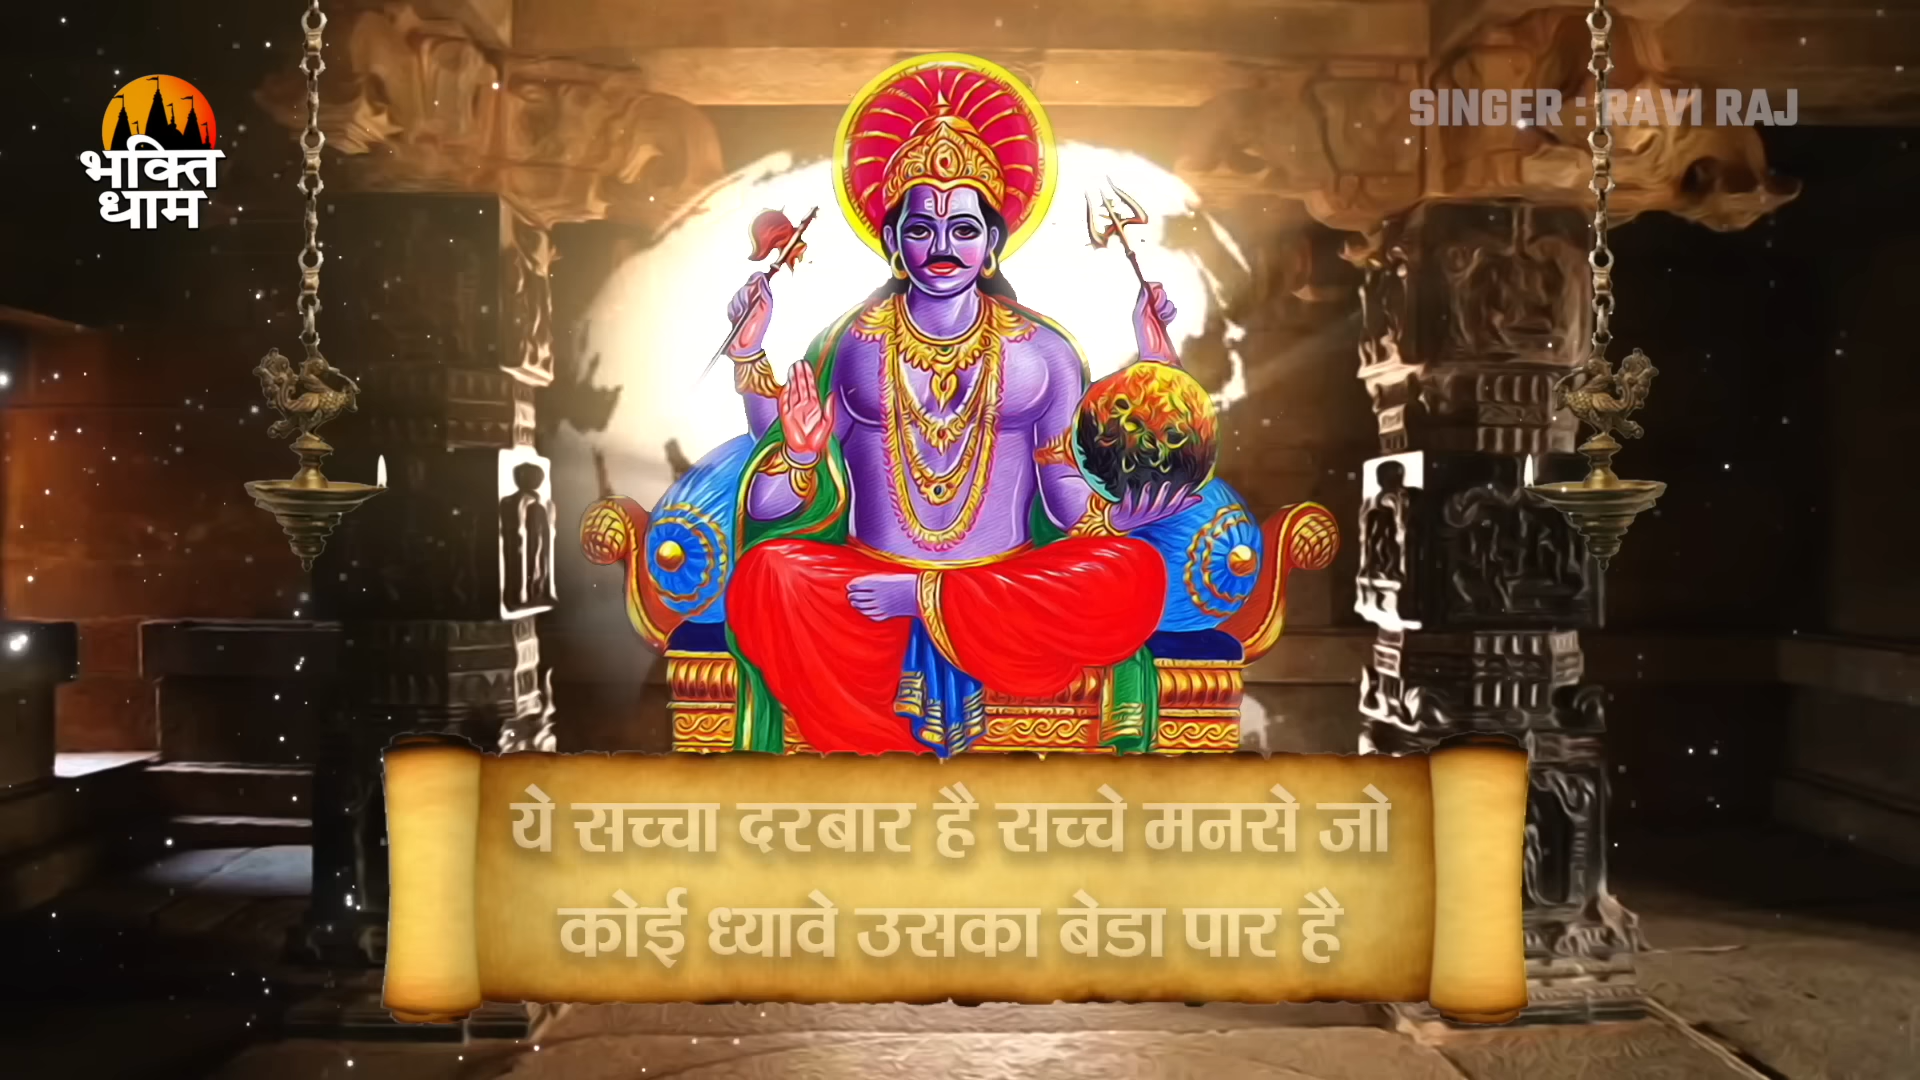 भक्ति
धाम
SINGER : RAVI RAJ
ये सच्चा दरबार है सच्चे मनसे जो
कोई ध्यावे उसका बेडा पार है